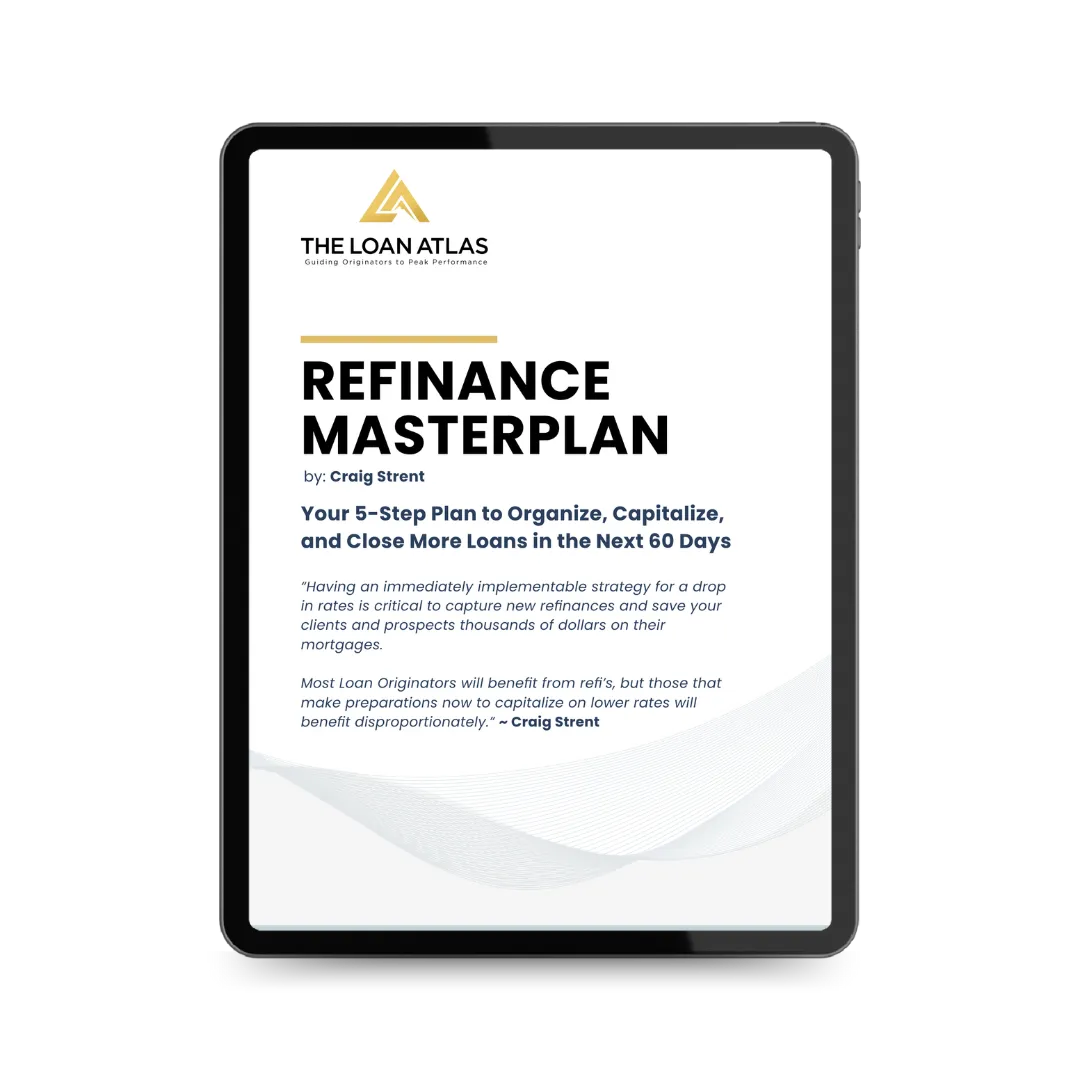 THE LOAN ATLAS
Guiding Originators to Peak Performance
REFINANCE
MASTERPLAN
by: Craig Strent
Your 5-Step Plan to Organize, Capitalize,
and Close More Loans in the Next 60 Days
"Having an immediately implementable strategy for a drop
in rates is critical to capture new refinances and save your
clients and prospects thousands of dollars on their
mortgages.
Most Loan Originators will benefit from refi's, but those that
make preparations now to capitalize on lower rates will
benefit disproportionately." ~ Craig Strent